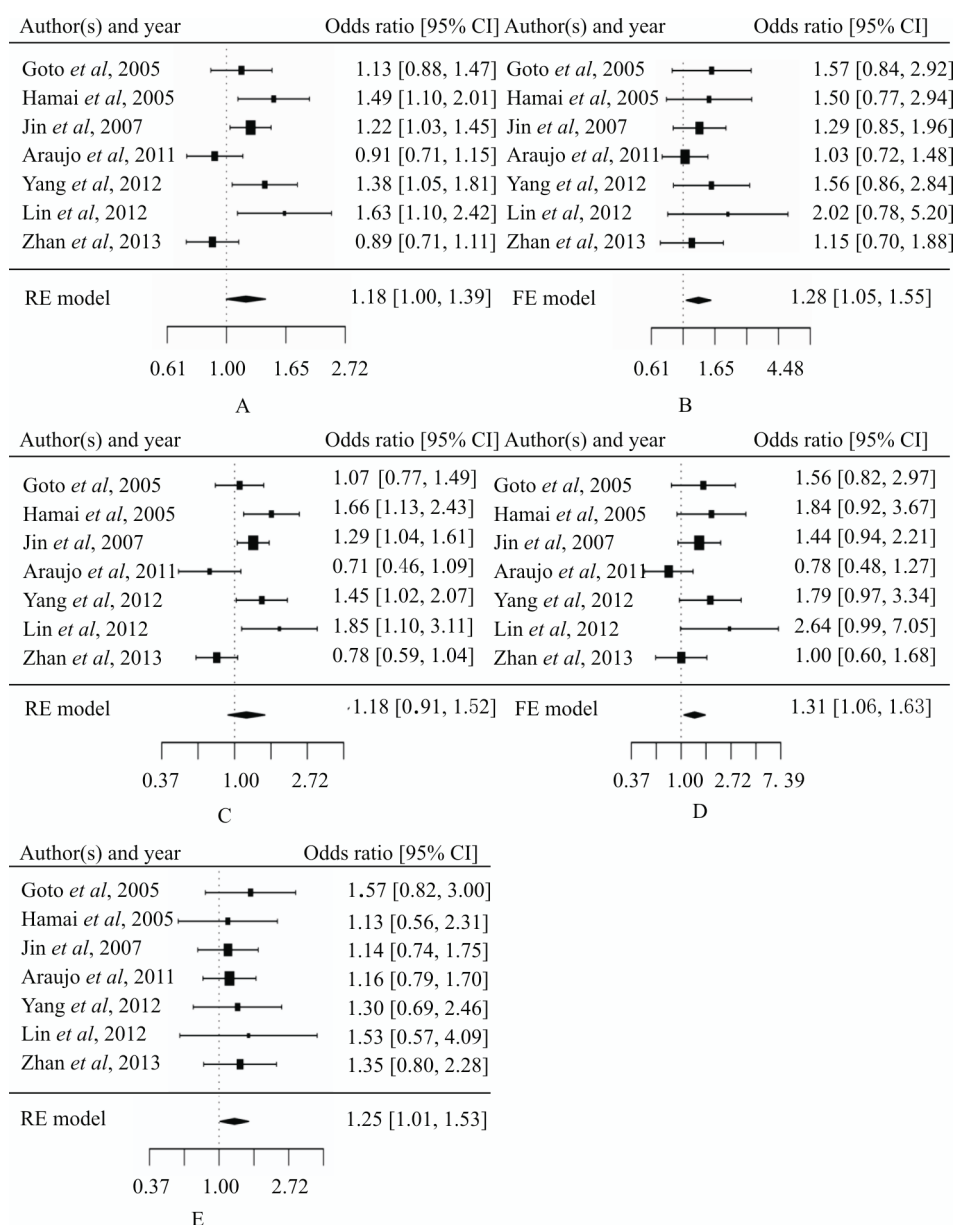 Author(s) and year Odds ratio [95% CI]
Goto et al, 2005 1.13 [0.88, 1.47]
Hamai et al, 2005 1.49 [1.10, 2.01]
Jin et al, 2007 1.22 [1.03, 1.45]
Araujo et al, 2011 0.91 [0.71, 1.15]
Yang et al, 2012 1.38 [1.05, 1.81]
Lin et al, 2012 1.63 [1.10, 2.42]
Zhan et al, 2013 0.89 [0.71, 1.11]
RE model 1.18 [1.00, 1.39]
0.61 1.00 1.65 2.72
A
Author(s) and year Odds ratio [95% CI]
Goto et al, 2005 1.57 [0.84, 2.92]
Hamai et al, 2005 1.50 [0.77, 2.94]
Jin et al, 2007 1.29 [0.85, 1.96]
Araujo et al, 2011 1.03 [0.72, 1.48]
Yang et al, 2012 1.56 [0.86, 2.84]
Lin et al, 2012 2.02 [0.78, 5.20]
Zhan et al, 2013 1.15 [0.70, 1.88]
FE model 1.28 [1.05, 1.55]
0.61 1.65 4.48
B
Author(s) and year Odds ratio [95% CI]
Goto et al, 2005 1.07 [0.77, 1.49]
Hamai et al, 2005 1.66 [1.13, 2.43]
Jin et al, 2007 1.29 [1.04, 1.61]
Araujo et al, 2011 0.71 [0.46, 1.09]
Yang et al, 2012 1.45 [1.02, 2.07]
Lin et al, 2012 1.85 [1.10, 3.11]
Zhan et al, 2013 0.78 [0.59, 1.04]
RE model 1.18 [0.91, 1.52]
0.37 1.00 2.72
C
Author(s) and year Odds ratio [95% CI]
Goto et al, 2005 1.56 [0.82, 2.97]
Hamai et al, 2005 1.84 [0.92, 3.67]
Jin et al, 2007 1.44 [0.94, 2.21]
Araujo et al, 2011 0.78 [0.48, 1.27]
Yang et al, 2012 1.79 [0.97, 3.34]
Lin et al, 2012 2.64 [0.99, 7.05]
Zhan et al, 2013 1.00 [0.60, 1.68]
FE model 1.31 [1.06, 1.63]
0.37 1.00 2.72 7.39
D
Author(s) and year Odds ratio [95% CI]
Goto et al, 2005 1.57 [0.82, 3.00]
Hamai et al, 2005 1.13 [0.56, 2.31]
Jin et al, 2007 1.14 [0.74, 1.75]
Araujo et al, 2011 1.16 [0.79, 1.70]
Yang et al, 2012 1.30 [0.69, 2.46]
Lin et al, 2012 1.53 [0.57, 4.09]
Zhan et al, 2013 1.35 [0.80, 2.28]
RE model 1.25 [1.01, 1.53]
0.37 1.00 2.72
E